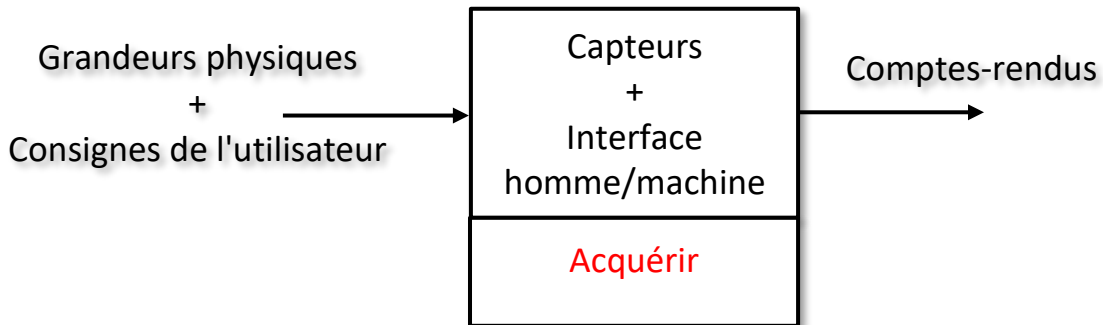 Grandeurs physiques
+
Consignes de l'utilisateur
Capteurs
+
Interface
homme/machine
Acquérir
Comptes-rendus